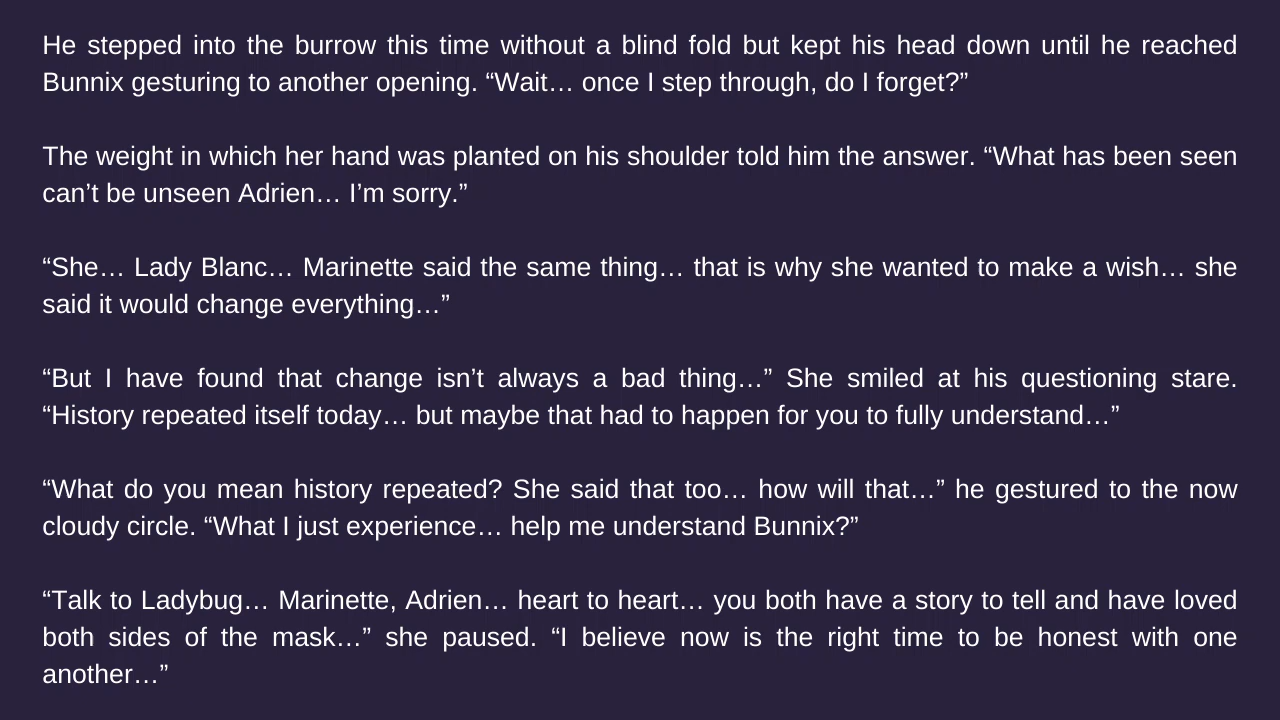 He stepped into the burrow this time without a blind fold but kept his head down until he reached
Bunnix gesturing to another opening. “Wait… once I step through, do I forget?”
The weight in which her hand was planted on his shoulder told him the answer. “What has been seen
can’t be unseen Adrien… I’m sorry.”
“She… Lady Blanc… Marinette said the same thing… that is why she wanted to make a wish… she
said it would change everything…”
“But I have found that change isn’t always a bad thing…” She smiled at his questioning stare.
“History repeated itself today… but maybe that had to happen for you to fully understand…”
“What do you mean history repeated? She said that too… how will that…” he gestured to the now
cloudy circle. “What I just experience… help me understand Bunnix?”
“Talk to Ladybug… Marinette, Adrien… heart to heart… you both have a story to tell and have loved
both sides of the mask…” she paused. “I believe now is the right time to be honest with one
another…”